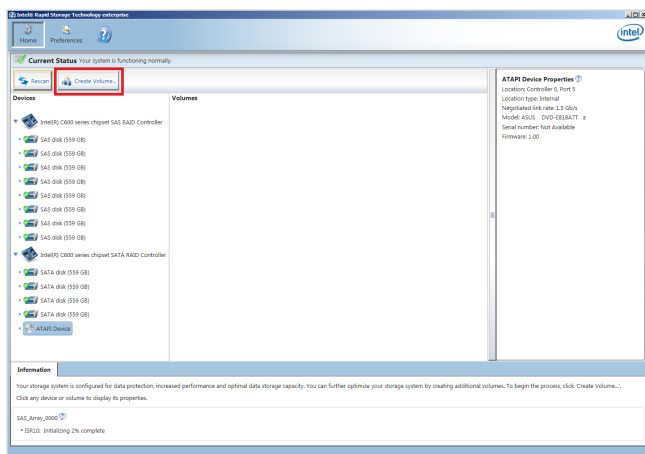 Intel® Rapid Storage Technology enterprise
Home
Preferences
intel
Current Status Your system is functioning normally.
Rescan
Create Volume...
Devices
Volumes
Intel(R) C600 series chipset SAS RAID Controller
SAS disk (559 GB)
SAS disk (559 GB)
SAS disk (559 GB)
SAS disk (559 GB)
SAS disk (559 GB)
SAS disk (559 GB)
SAS disk (559 GB)
SAS disk (559 GB)
Intel(R) C600 series chipset SATA RAID Controller
SATA disk (559 GB)
SATA disk (559 GB)
SATA disk (559 GB)
SATA disk (559 GB)
ATAPI Device
ATAPI Device Properties
Location: Controller 0, Port 5
Location type: Internal
Negotiated link rate: 1.5 Gb/s
Model: ASUS DVD-E818A7T a
Serial number: Not Available
Firmware: 1.00
Information
Your storage system is configured for data protection, increased performance and optimal data storage capacity. You can further optimize your storage system by creating additional volumes. To begin the process, click 'Create Volume...'.
Click any device or volume to display its properties.
SAS_Array_0000
• ISR10: Initializing 2% complete